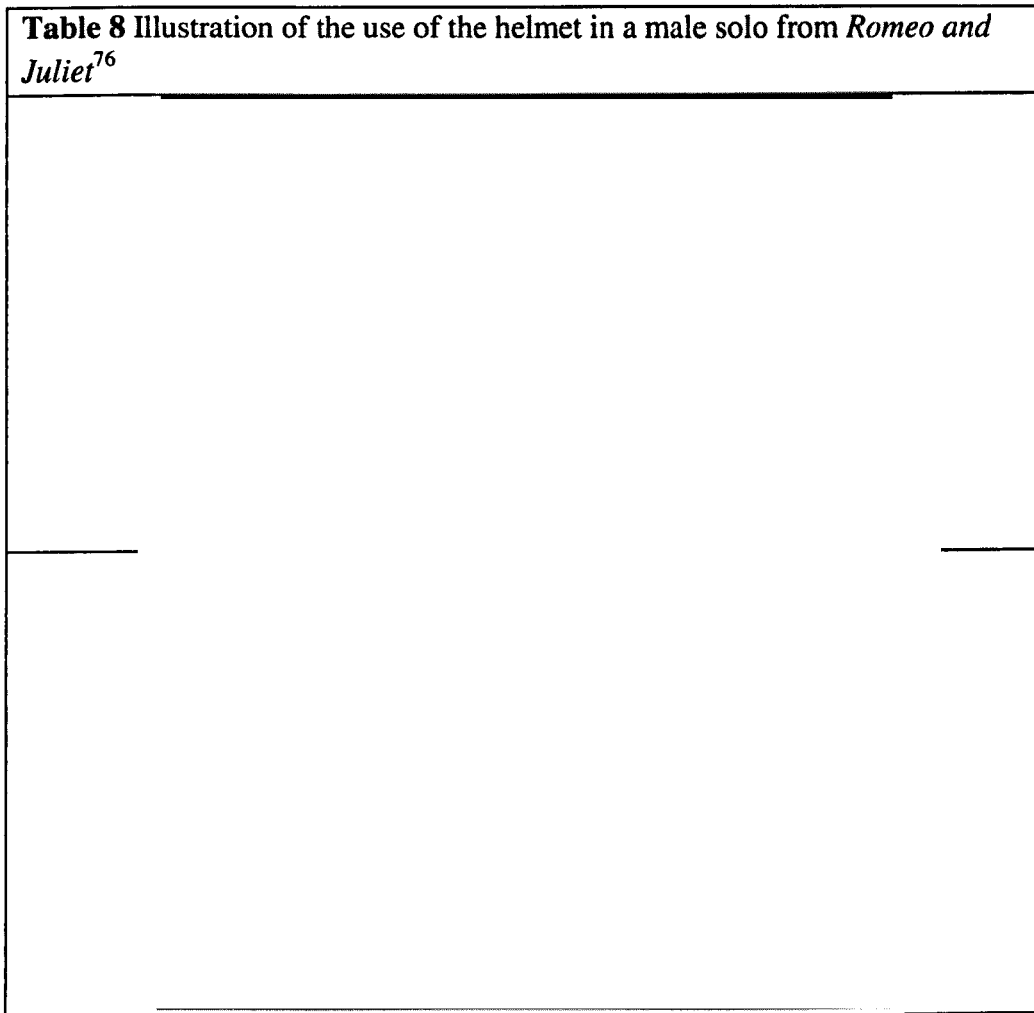 Table 8 Illustration of the use of the helmet in a male solo from Romeo and
Juliet76